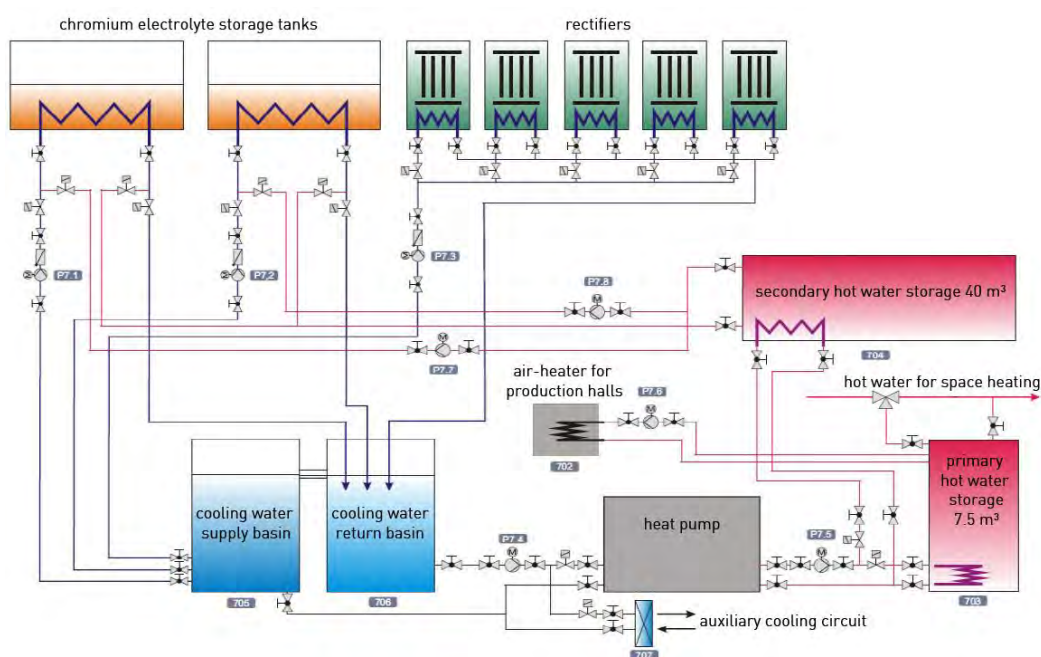 chromium electrolyte storage tanks
rectifiers
P7.1
P7.2
P7.3
P7.8
secondary hot water storage 40 m³
P7.7
704
air-heater for
production halls
P7.6
hot water for space heating
702
primary
hot water
storage
7.5 m³
cooling water
supply basin
cooling water
return basin
heat pump
P7.4
P7.5
705
706
703
auxiliary cooling circuit
707
M
M
M
M
M